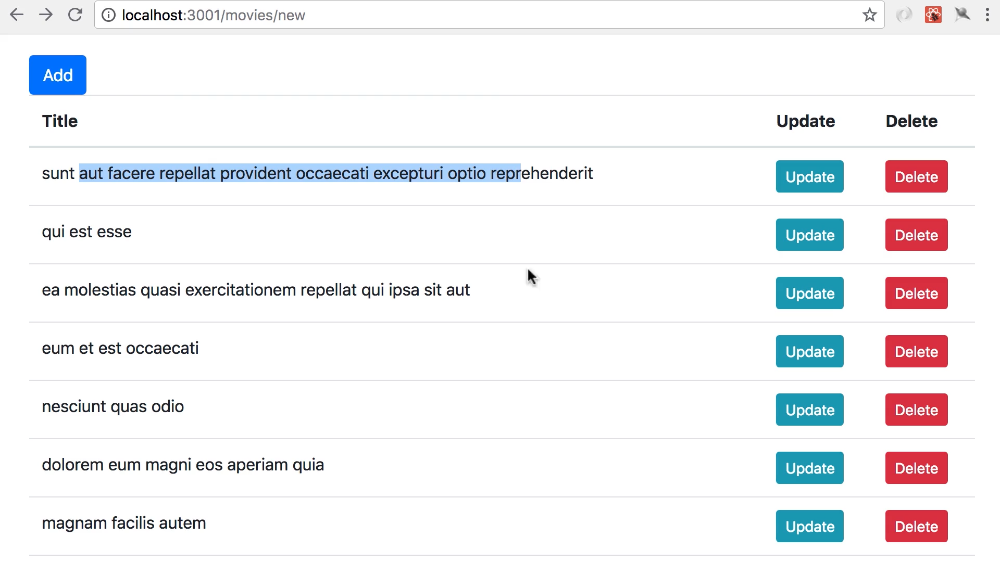 localhost:3001/movies/new
Add
Title Update Delete
sunt aut facere repellat provident occaecati excepturi optio reprehenderit Update Delete
qui est esse Update Delete
ea molestias quasi exercitationem repellat qui ipsa sit aut Update Delete
eum et est occaecati Update Delete
nesciunt quas odio Update Delete
dolorem eum magni eos aperiam quia Update Delete
magnam facilis autem Update Delete